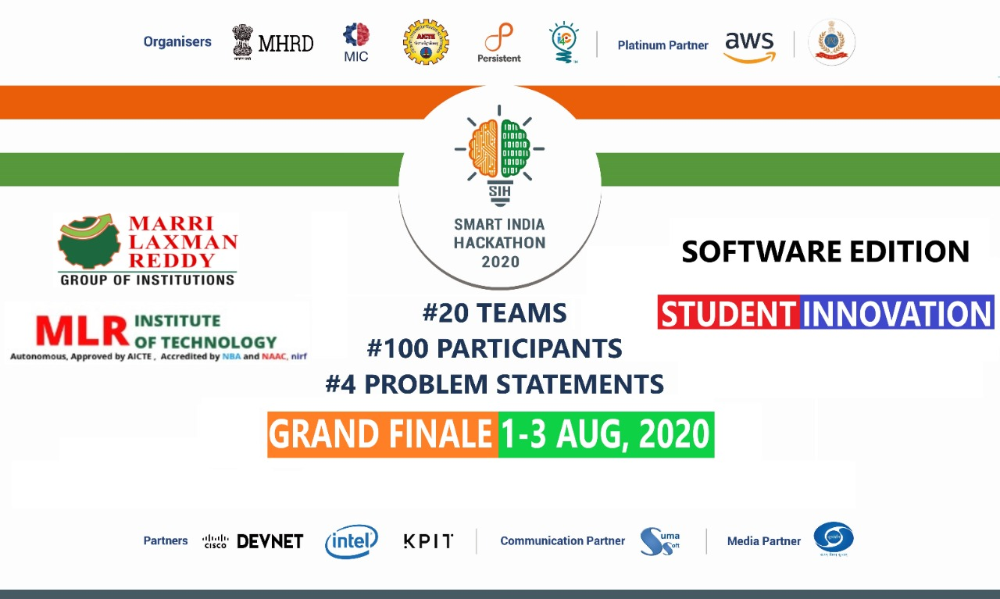 Organisers
MHRD
MIC
AICTE
Persistent
i4c
Platinum Partner
aws
SIH
SMART INDIA
HACKATHON
2020
MARRI
LAXMAN
REDDY
GROUP OF INSTITUTIONS
MLR INSTITUTE
OF TECHNOLOGY
Autonomous, Approved by AICTE , Accredited by NBA and NAAC, nirf
SOFTWARE EDITION
STUDENT INNOVATION
#20 TEAMS
#100 PARTICIPANTS
#4 PROBLEM STATEMENTS
GRAND FINALE 1-3 AUG, 2020
Partners
CISCO DEVNET
intel
KPIT
Communication Partner
Suma
Soft
Media Partner